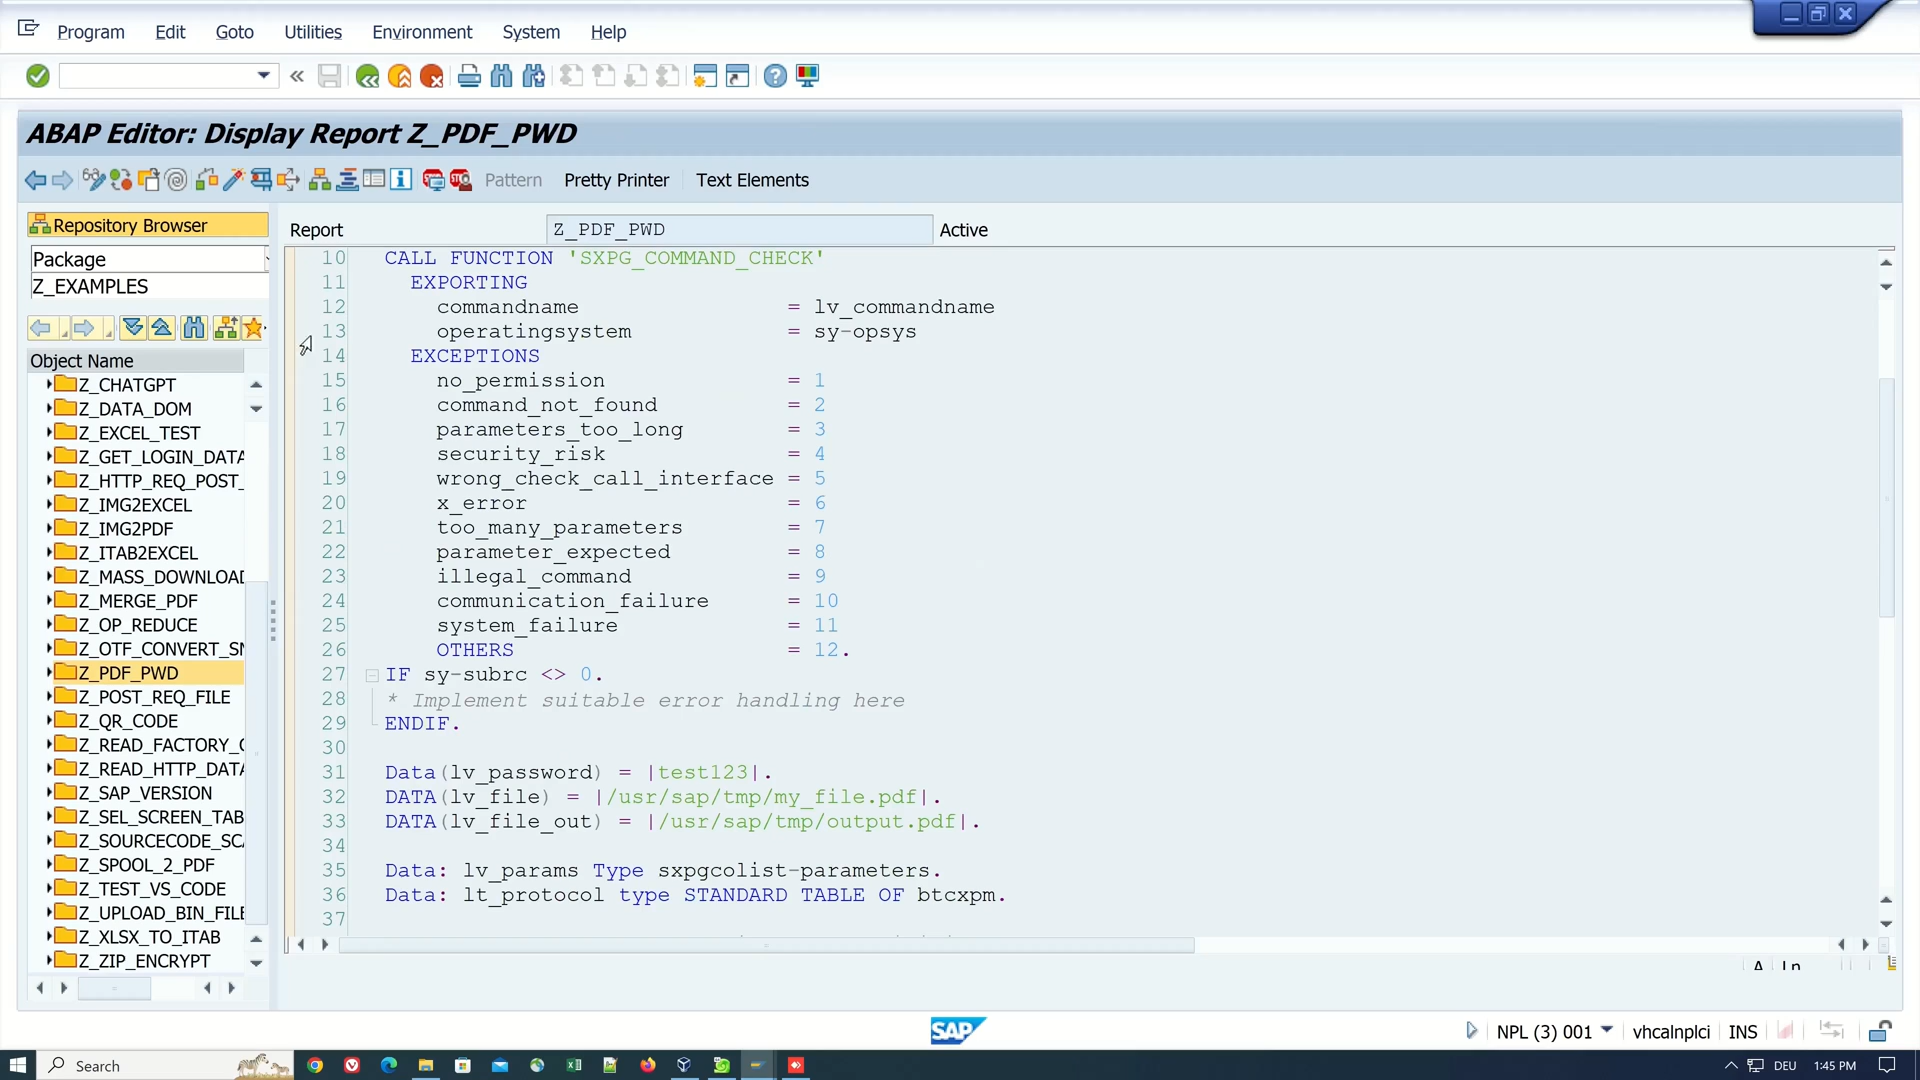 Program Edit Goto Utilities Environment System Help
ABAP Editor: Display Report Z_PDF_PWD
Pattern Pretty Printer Text Elements
Repository Browser
Package
Z_EXAMPLES
Object Name
Z_CHATGPT
Z_DATA_DOM
Z_EXCEL_TEST
Z_GET_LOGIN_DATA
Z_HTTP_REQ_POST_
Z_IMG2EXCEL
Z_IMG2PDF
Z_ITAB2EXCEL
Z_MASS_DOWNLOAD
Z_MERGE_PDF
Z_OP_REDUCE
Z_OTF_CONVERT_SM
Z_PDF_PWD
Z_POST_REQ_FILE
Z_QR_CODE
Z_READ_FACTORY_C
Z_READ_HTTP_DATA
Z_SAP_VERSION
Z_SEL_SCREEN_TAB
Z_SOURCECODE_SCA
Z_SPOOL_2_PDF
Z_TEST_VS_CODE
Z_UPLOAD_BIN_FILE
Z_XLSX_TO_ITAB
Z_ZIP_ENCRYPT
Report Z_PDF_PWD Active
10 CALL FUNCTION 'SXPG_COMMAND_CHECK'
11 EXPORTING
12 commandname = lv_commandname
13 operatingsystem = sy-opsys
14 EXCEPTIONS
15 no_permission = 1
16 command_not_found = 2
17 parameters_too_long = 3
18 security_risk = 4
19 wrong_check_call_interface = 5
20 x_error = 6
21 too_many_parameters = 7
22 parameter_expected = 8
23 illegal_command = 9
24 communication_failure = 10
25 system_failure = 11
26 OTHERS = 12.
27 IF sy-subrc <> 0.
28 * Implement suitable error handling here
29 ENDIF.
30
31 Data(lv_password) = |test123|.
32 DATA(lv_file) = |/usr/sap/tmp/my_file.pdf|.
33 DATA(lv_file_out) = |/usr/sap/tmp/output.pdf|.
34
35 Data: lv_params Type sxpgcolist-parameters.
36 Data: lt_protocol type STANDARD TABLE OF btcxpm.
37
SAP
NPL (3) 001 vhcalnplci INS
Search
DEU 1:45 PM